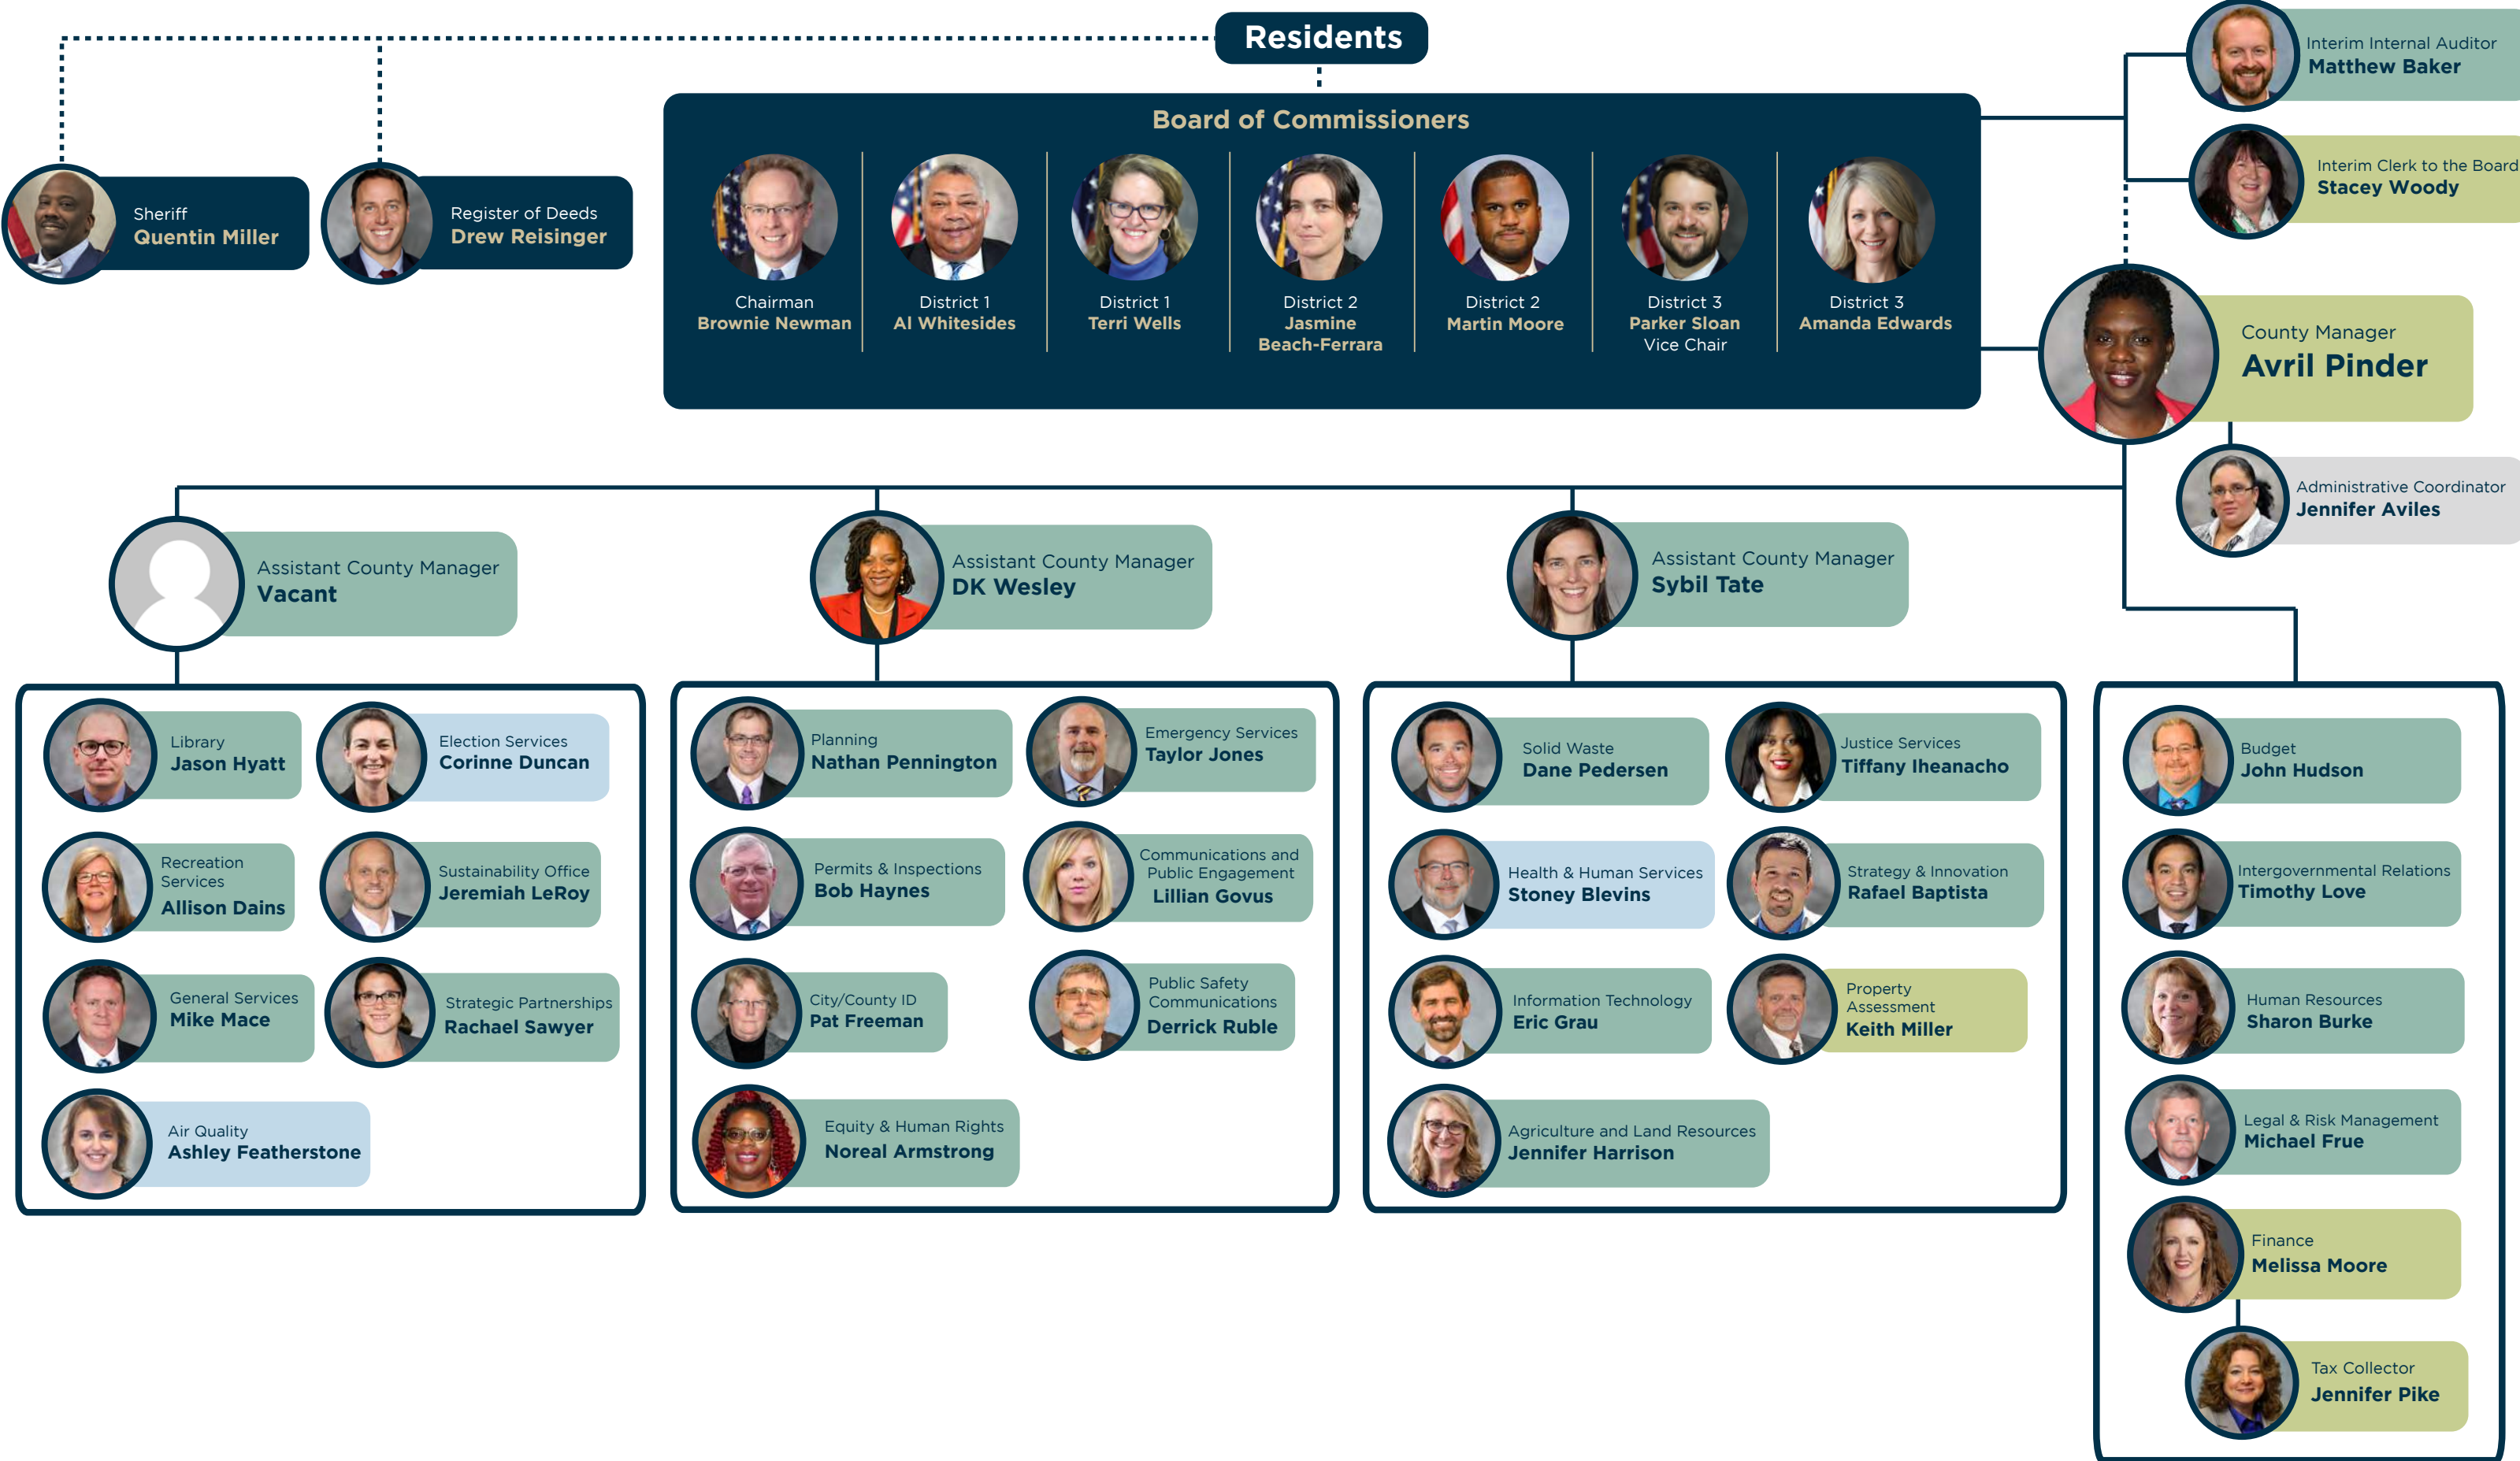 Residents
Interim Internal Auditor
Matthew Baker
Board of Commissioners
Interim Clerk to the Board
Stacey Woody
Sheriff
Quentin Miller
Register of Deeds
Drew Reisinger
Chairman
Brownie Newman
District 1
Al Whitesides
District 1
Terri Wells
District 2
Jasmine
Beach-Ferrara
District 2
Martin Moore
District 3
Parker Sloan
Vice Chair
District 3
Amanda Edwards
County Manager
Avril Pinder
Administrative Coordinator
Jennifer Aviles
Assistant County Manager
Vacant
Assistant County Manager
DK Wesley
Assistant County Manager
Sybil Tate
Library
Jason Hyatt
Election Services
Corinne Duncan
Recreation
Services
Allison Dains
Sustainability Office
Jeremiah LeRoy
General Services
Mike Mace
Strategic Partnerships
Rachael Sawyer
Air Quality
Ashley Featherstone
Planning
Nathan Pennington
Emergency Services
Taylor Jones
Permits & Inspections
Bob Haynes
Communications and
Public Engagement
Lillian Govus
City/County ID
Pat Freeman
Public Safety
Communications
Derrick Ruble
Equity & Human Rights
Noreal Armstrong
Solid Waste
Dane Pedersen
Justice Services
Tiffany Iheanacho
Health & Human Services
Stoney Blevins
Strategy & Innovation
Rafael Baptista
Information Technology
Eric Grau
Property
Assessment
Keith Miller
Agriculture and Land Resources
Jennifer Harrison
Budget
John Hudson
Intergovernmental Relations
Timothy Love
Human Resources
Sharon Burke
Legal & Risk Management
Michael Frue
Finance
Melissa Moore
Tax Collector
Jennifer Pike